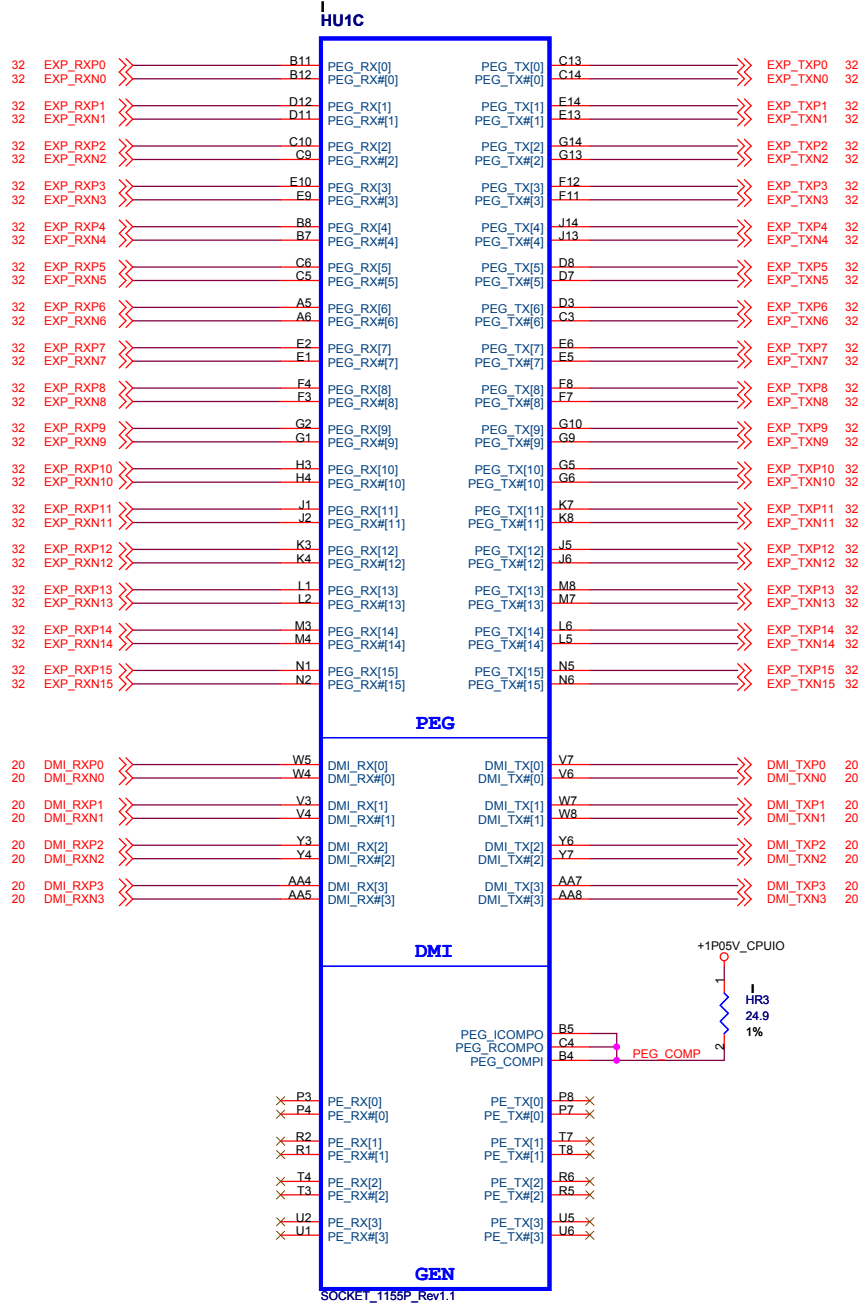 HU1C
32 EXP_RXP0 B11 PEG_RX[0] PEG_TX[0] C13 EXP_TXP0 32
32 EXP_RXN0 B12 PEG_RX#[0] PEG_TX#[0] C14 EXP_TXN0 32
32 EXP_RXP1 D12 PEG_RX[1] PEG_TX[1] E14 EXP_TXP1 32
32 EXP_RXN1 D11 PEG_RX#[1] PEG_TX#[1] E13 EXP_TXN1 32
32 EXP_RXP2 C10 PEG_RX[2] PEG_TX[2] G14 EXP_TXP2 32
32 EXP_RXN2 C9 PEG_RX#[2] PEG_TX#[2] G13 EXP_TXN2 32
32 EXP_RXP3 E10 PEG_RX[3] PEG_TX[3] F12 EXP_TXP3 32
32 EXP_RXN3 E9 PEG_RX#[3] PEG_TX#[3] F11 EXP_TXN3 32
32 EXP_RXP4 B8 PEG_RX[4] PEG_TX[4] J14 EXP_TXP4 32
32 EXP_RXN4 B7 PEG_RX#[4] PEG_TX#[4] J13 EXP_TXN4 32
32 EXP_RXP5 C6 PEG_RX[5] PEG_TX[5] D8 EXP_TXP5 32
32 EXP_RXN5 C5 PEG_RX#[5] PEG_TX#[5] D7 EXP_TXN5 32
32 EXP_RXP6 A5 PEG_RX[6] PEG_TX[6] D3 EXP_TXP6 32
32 EXP_RXN6 A6 PEG_RX#[6] PEG_TX#[6] C3 EXP_TXN6 32
32 EXP_RXP7 E2 PEG_RX[7] PEG_TX[7] E6 EXP_TXP7 32
32 EXP_RXN7 E1 PEG_RX#[7] PEG_TX#[7] E5 EXP_TXN7 32
32 EXP_RXP8 F4 PEG_RX[8] PEG_TX[8] F8 EXP_TXP8 32
32 EXP_RXN8 F3 PEG_RX#[8] PEG_TX#[8] F7 EXP_TXN8 32
32 EXP_RXP9 G2 PEG_RX[9] PEG_TX[9] G10 EXP_TXP9 32
32 EXP_RXN9 G1 PEG_RX#[9] PEG_TX#[9] G9 EXP_TXN9 32
32 EXP_RXP10 H3 PEG_RX[10] PEG_TX[10] G5 EXP_TXP10 32
32 EXP_RXN10 H4 PEG_RX#[10] PEG_TX#[10] G6 EXP_TXN10 32
32 EXP_RXP11 J1 PEG_RX[11] PEG_TX[11] K7 EXP_TXP11 32
32 EXP_RXN11 J2 PEG_RX#[11] PEG_TX#[11] K8 EXP_TXN11 32
32 EXP_RXP12 K3 PEG_RX[12] PEG_TX[12] J5 EXP_TXP12 32
32 EXP_RXN12 K4 PEG_RX#[12] PEG_TX#[12] J6 EXP_TXN12 32
32 EXP_RXP13 L1 PEG_RX[13] PEG_TX[13] M8 EXP_TXP13 32
32 EXP_RXN13 L2 PEG_RX#[13] PEG_TX#[13] M7 EXP_TXN13 32
32 EXP_RXP14 M3 PEG_RX[14] PEG_TX[14] L6 EXP_TXP14 32
32 EXP_RXN14 M4 PEG_RX#[14] PEG_TX#[14] L5 EXP_TXN14 32
32 EXP_RXP15 N1 PEG_RX[15] PEG_TX[15] N5 EXP_TXP15 32
32 EXP_RXN15 N2 PEG_RX#[15] PEG_TX#[15] N6 EXP_TXN15 32
PEG
20 DMI_RXP0 W5 DMI_RX[0] DMI_TX[0] V7 DMI_TXP0 20
20 DMI_RXN0 W4 DMI_RX#[0] DMI_TX#[0] V6 DMI_TXN0 20
20 DMI_RXP1 V3 DMI_RX[1] DMI_TX[1] W7 DMI_TXP1 20
20 DMI_RXN1 V4 DMI_RX#[1] DMI_TX#[1] W8 DMI_TXN1 20
20 DMI_RXP2 Y3 DMI_RX[2] DMI_TX[2] Y6 DMI_TXP2 20
20 DMI_RXN2 Y4 DMI_RX#[2] DMI_TX#[2] Y7 DMI_TXN2 20
20 DMI_RXP3 AA4 DMI_RX[3] DMI_TX[3] AA7 DMI_TXP3 20
20 DMI_RXN3 AA5 DMI_RX#[3] DMI_TX#[3] AA8 DMI_TXN3 20
DMI
+1P05V_CPUIO
1
HR3
24.9
1%
2
PEG_ICOMPO B5
PEG_RCOMPO C4
PEG_COMPI B4 PEG_COMP
P3 PE_RX[0] PE_TX[0] P8
P4 PE_RX#[0] PE_TX#[0] P7
R2 PE_RX[1] PE_TX[1] T7
R1 PE_RX#[1] PE_TX#[1] T8
T4 PE_RX[2] PE_TX[2] R6
T3 PE_RX#[2] PE_TX#[2] R5
U2 PE_RX[3] PE_TX[3] U5
U1 PE_RX#[3] PE_TX#[3] U6
GEN
SOCKET_1155P_Rev1.1